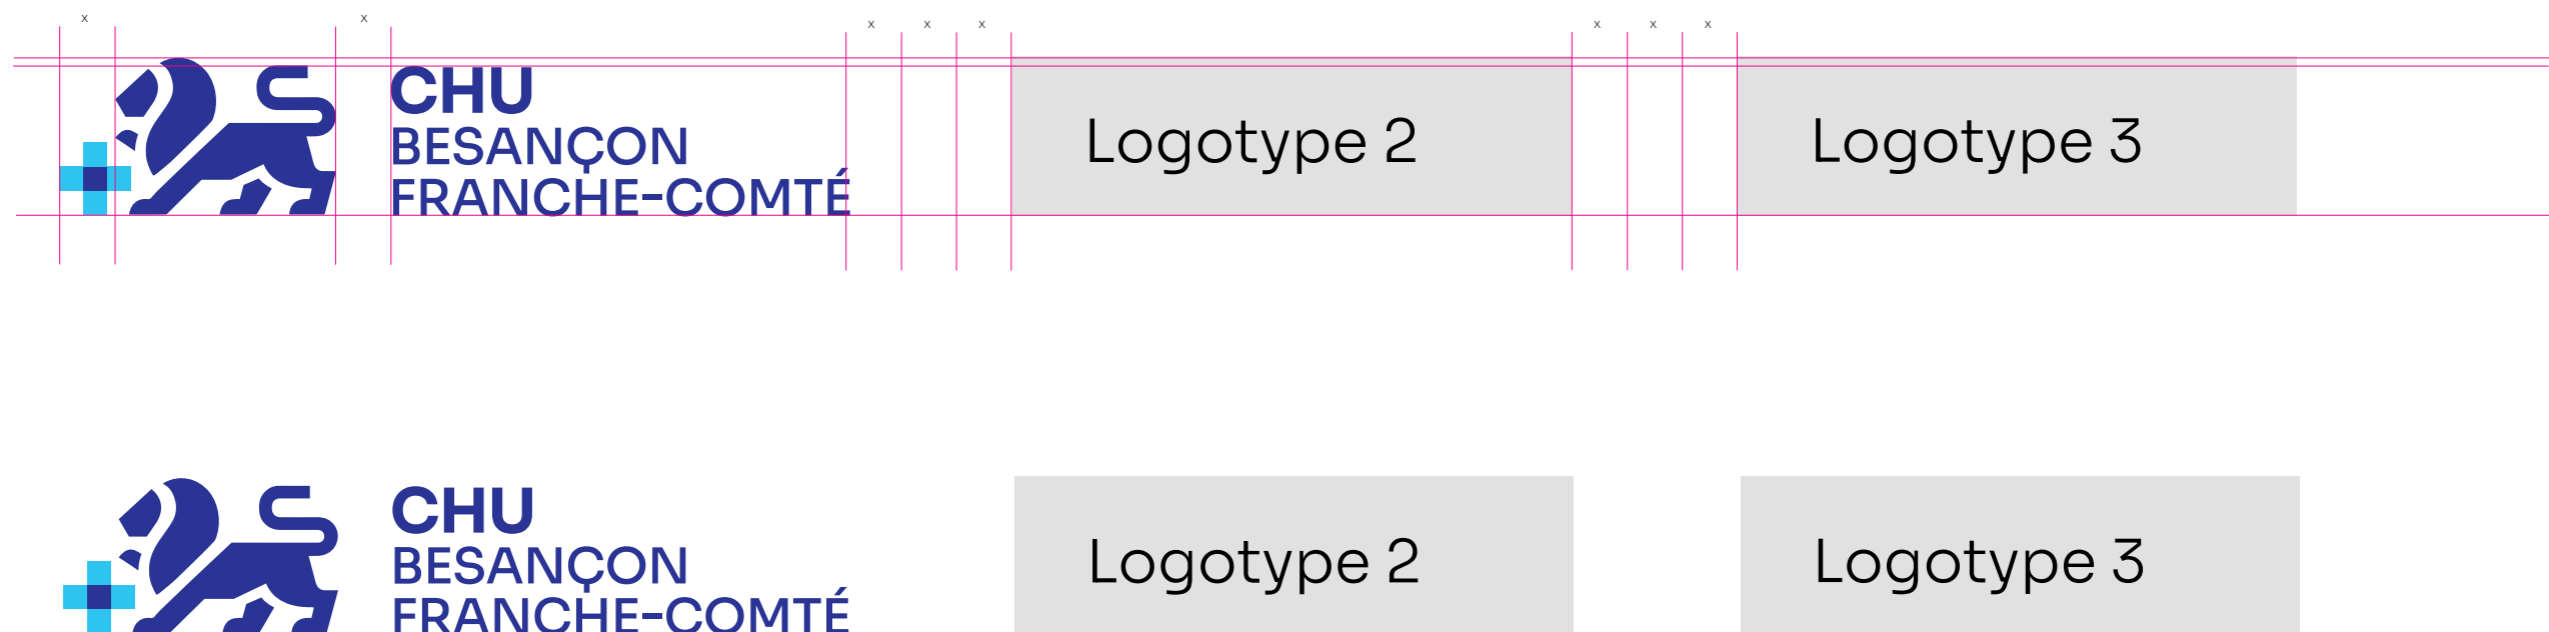 x x x x x x x x
CHU
BESANÇON
FRANCHE-COMTÉ
Logotype 2
Logotype 3
CHU
BESANÇON
FRANCHE-COMTÉ
Logotype 2
Logotype 3